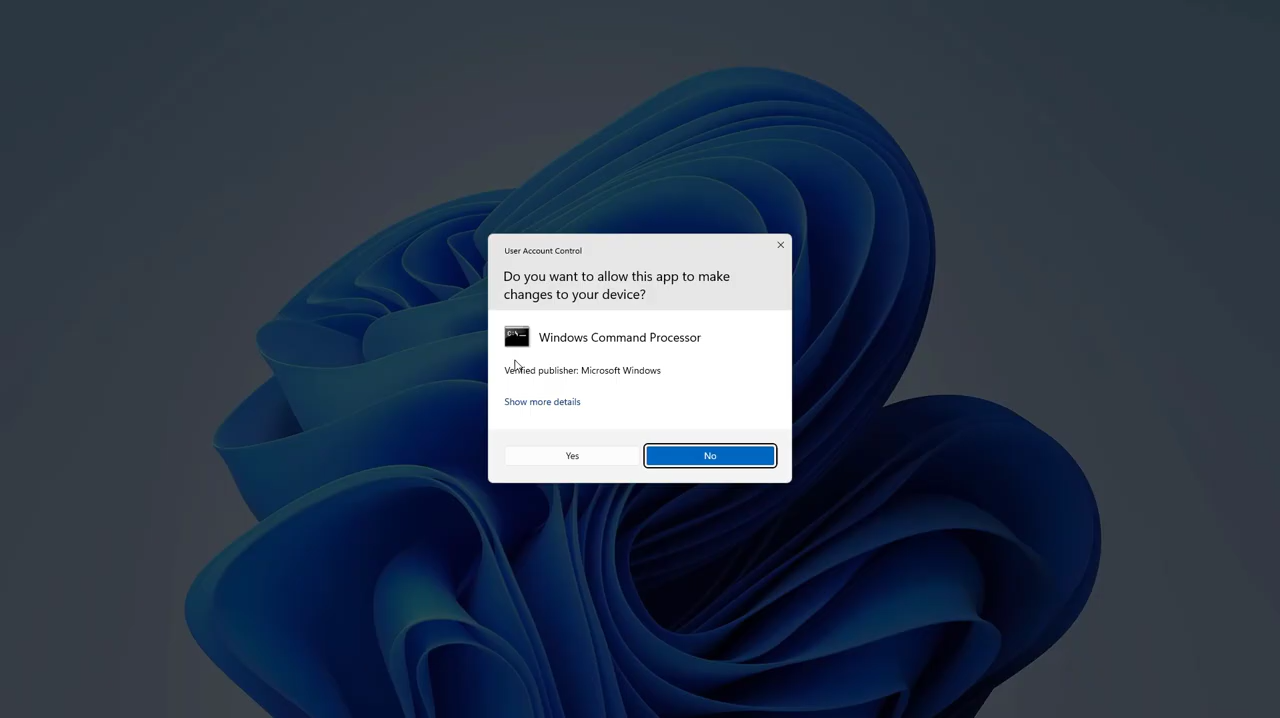 User Account Control
Do you want to allow this app to make
changes to your device?
Windows Command Processor
Verified publisher: Microsoft Windows
Show more details
Yes
No